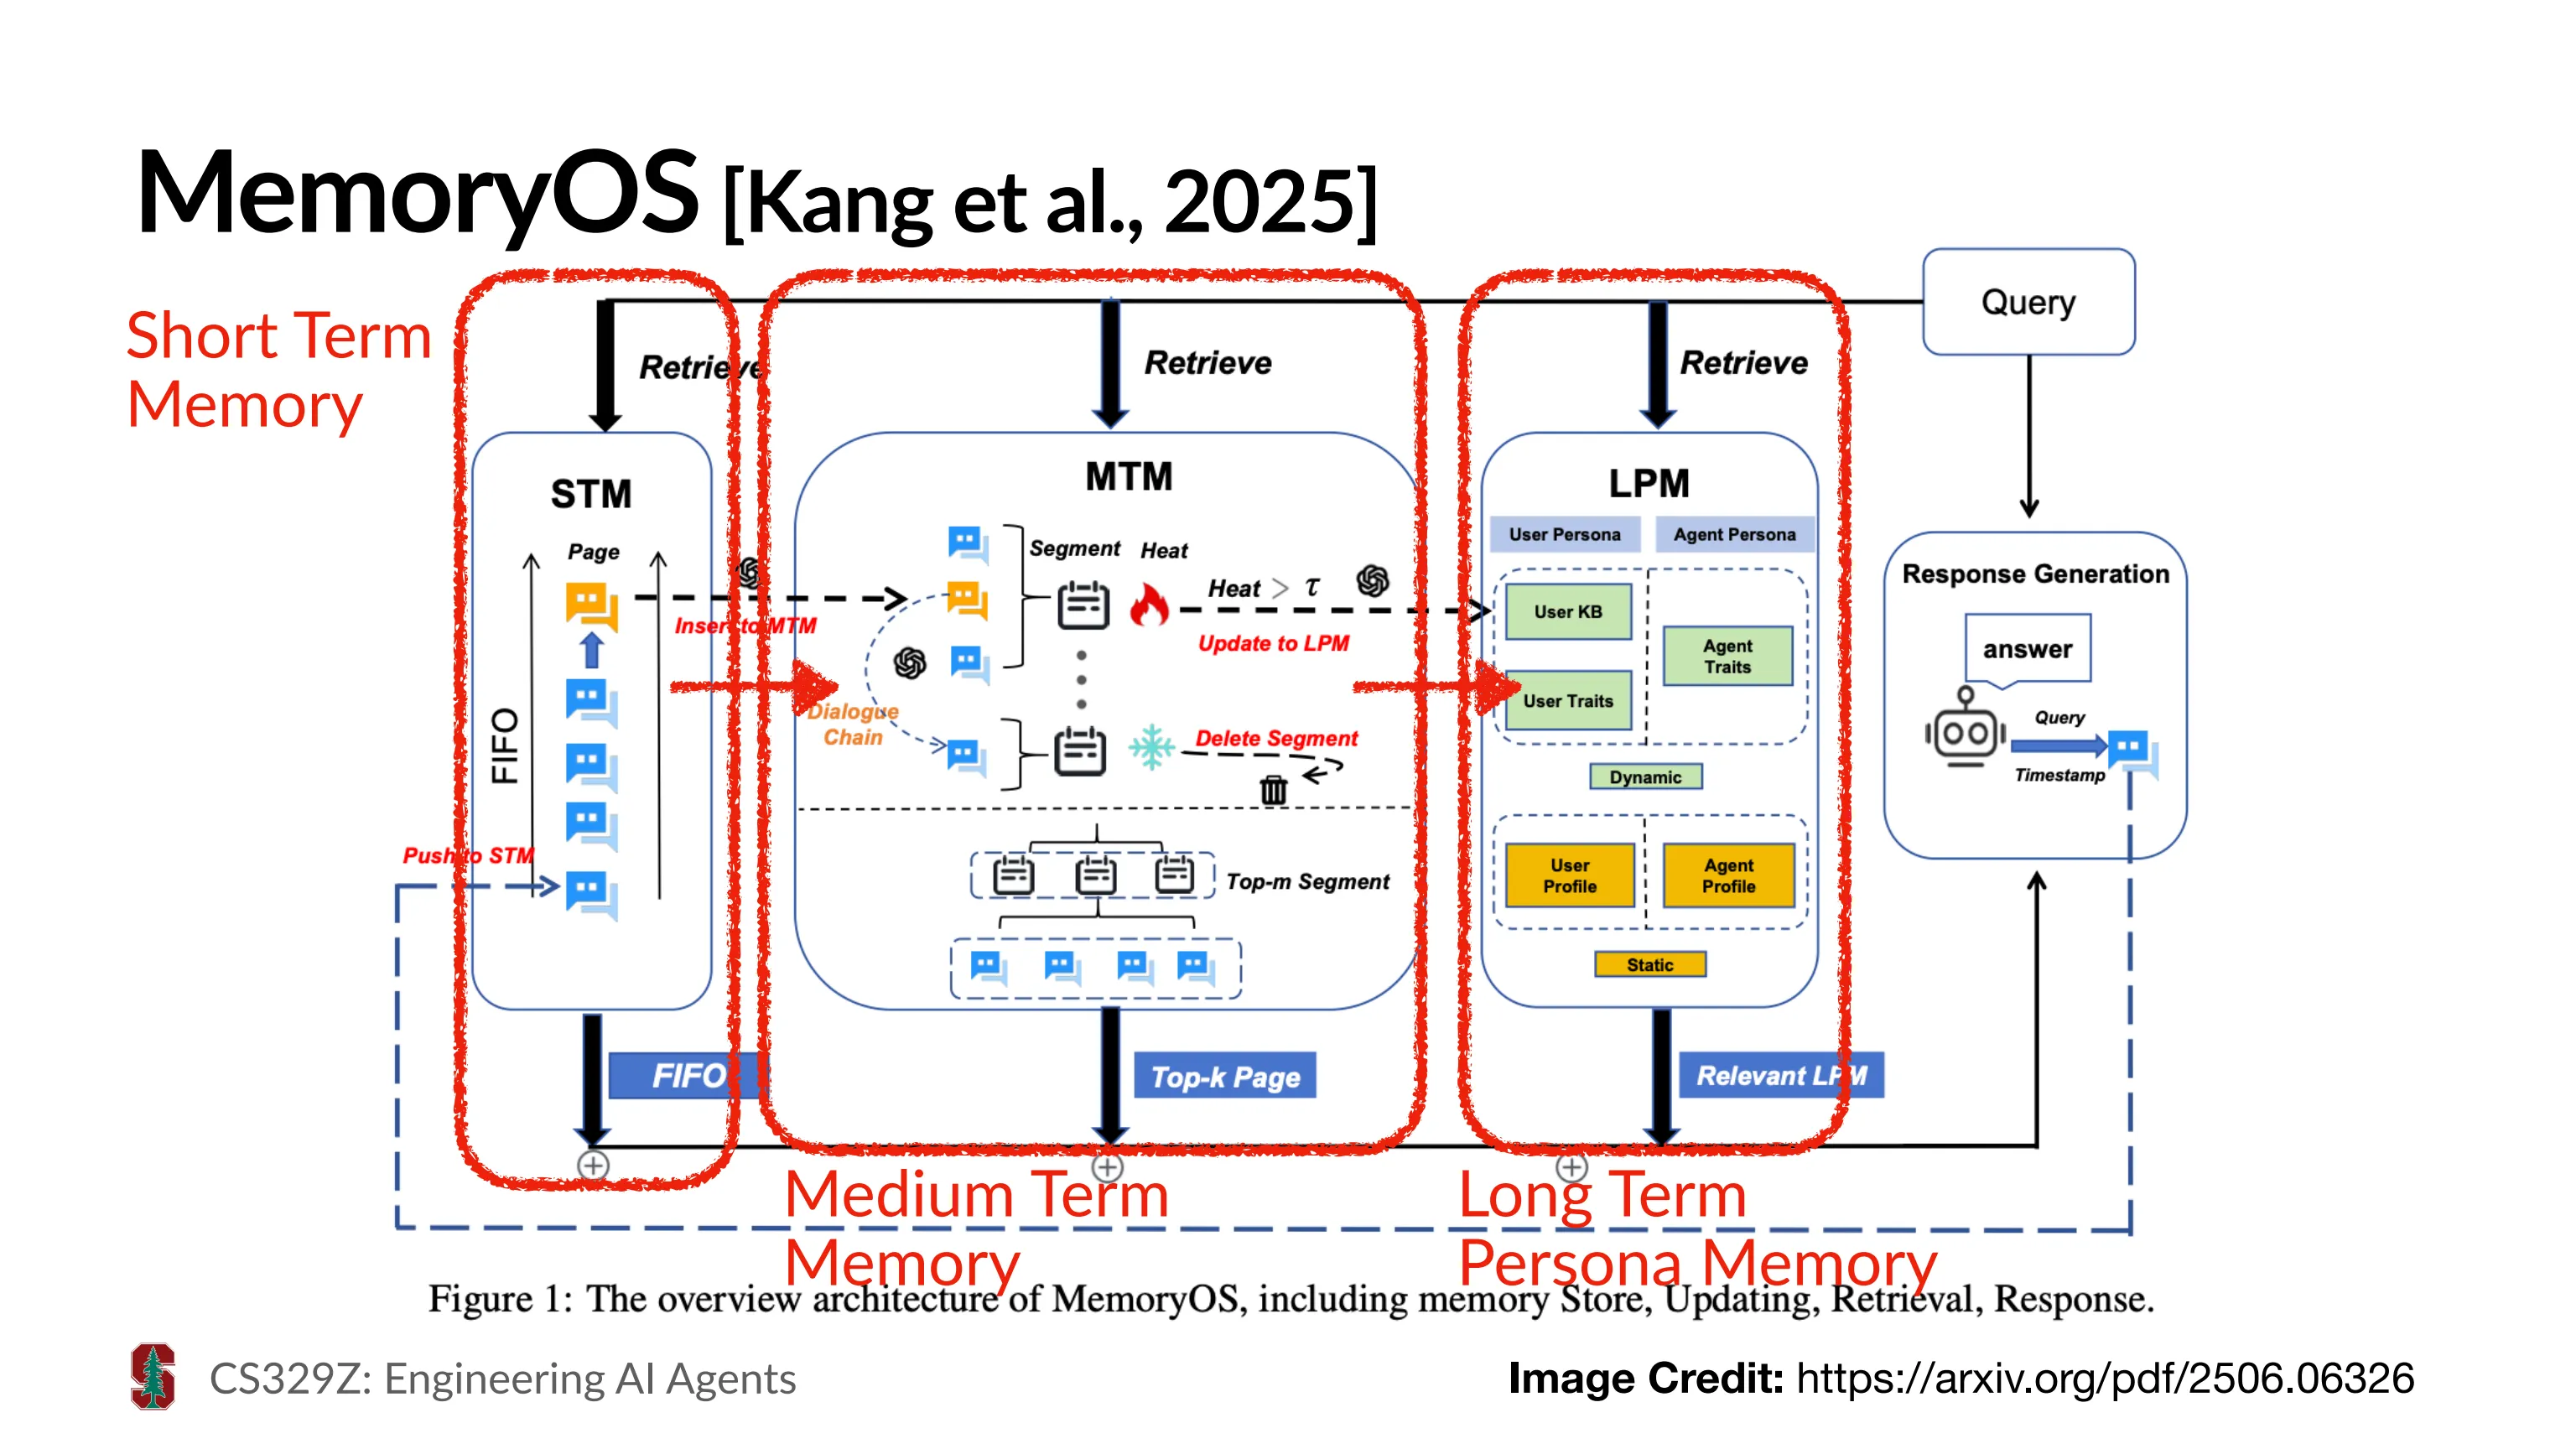 MemoryOS [Kang et al., 2025]
Short Term
Memory
Query
Retrieve
Retrieve
Retrieve
STM
Page
FIFO
Push to STM
Insert to MTM
MTM
Segment
Heat
Heat > τ
Update to LPM
Dialogue
Chain
Delete Segment
Top-m Segment
LPM
User Persona
Agent Persona
User KB
User Traits
Agent
Traits
Dynamic
User
Profile
Agent
Profile
Static
Response Generation
answer
Query
Timestamp
FIFO
Top-k Page
Relevant LPM
Medium Term
Memory
Long Term
Persona Memory
Figure 1: The overview architecture of MemoryOS, including memory Store, Updating, Retrieval, Response.
CS329Z: Engineering AI Agents
Image Credit: https://arxiv.org/pdf/2506.06326